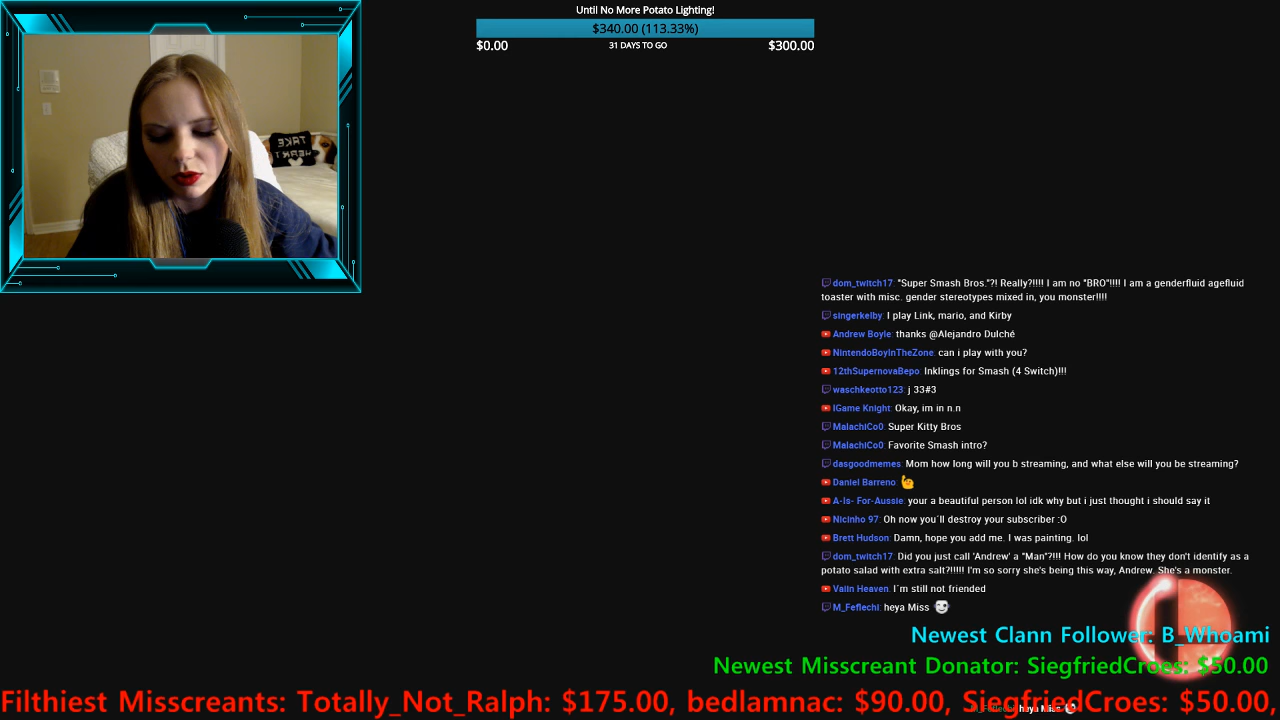 Until No More Potato Lighting!
$340.00 (113.33%)
$0.00 31 DAYS TO GO $300.00
TAKE
HEART
dom_twitch17: "Super Smash Bros."?! Really?!!!! I am no "BRO"!!!! I am a genderfluid agefluid
toaster with misc. gender stereotypes mixed in, you monster!!!!
singerkelby: I play Link, mario, and Kirby
Andrew Boyle: thanks @Alejandro Dulché
NintendoBoyInTheZone: can i play with you?
12thSupernovaBepo: Inklings for Smash (4 Switch)!!!
waschkeotto123: j 33#3
IGame Knight: Okay, im in n.n
MalachiCo0: Super Kitty Bros
MalachiCo0: Favorite Smash intro?
dasgoodmemes: Mom how long will you b streaming, and what else will you be streaming?
Daniel Barreno:
A-Is- For-Aussie: your a beautiful person lol idk why but i just thought i should say it
Nicinho 97: Oh now you´ll destroy your subscriber :O
Brett Hudson: Damn, hope you add me. I was painting. lol
dom_twitch17: Did you just call 'Andrew' a "Man"?!!! How do you know they don't identify as a
potato salad with extra salt?!!!!! I'm so sorry she's being this way, Andrew. She's a monster.
Vaiin Heaven: I´m still not friended
M_Feflechi: heya Miss
Newest Clann Follower: B_Whoami
Newest Misscreant Donator: SiegfriedCroes: $50.00
Filthiest Misscreants: Totally_Not_Ralph: $175.00, bedlamnac: $90.00, SiegfriedCroes: $50.00,
M_Feflechi: heya Miss